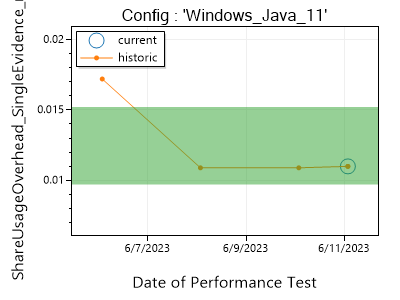 Config : 'Windows_Java_11'
ShareUsageOverhead_SingleEvidence_
current
historic
0.02
0.015
0.01
6/7/2023
6/9/2023
6/11/2023
Date of Performance Test